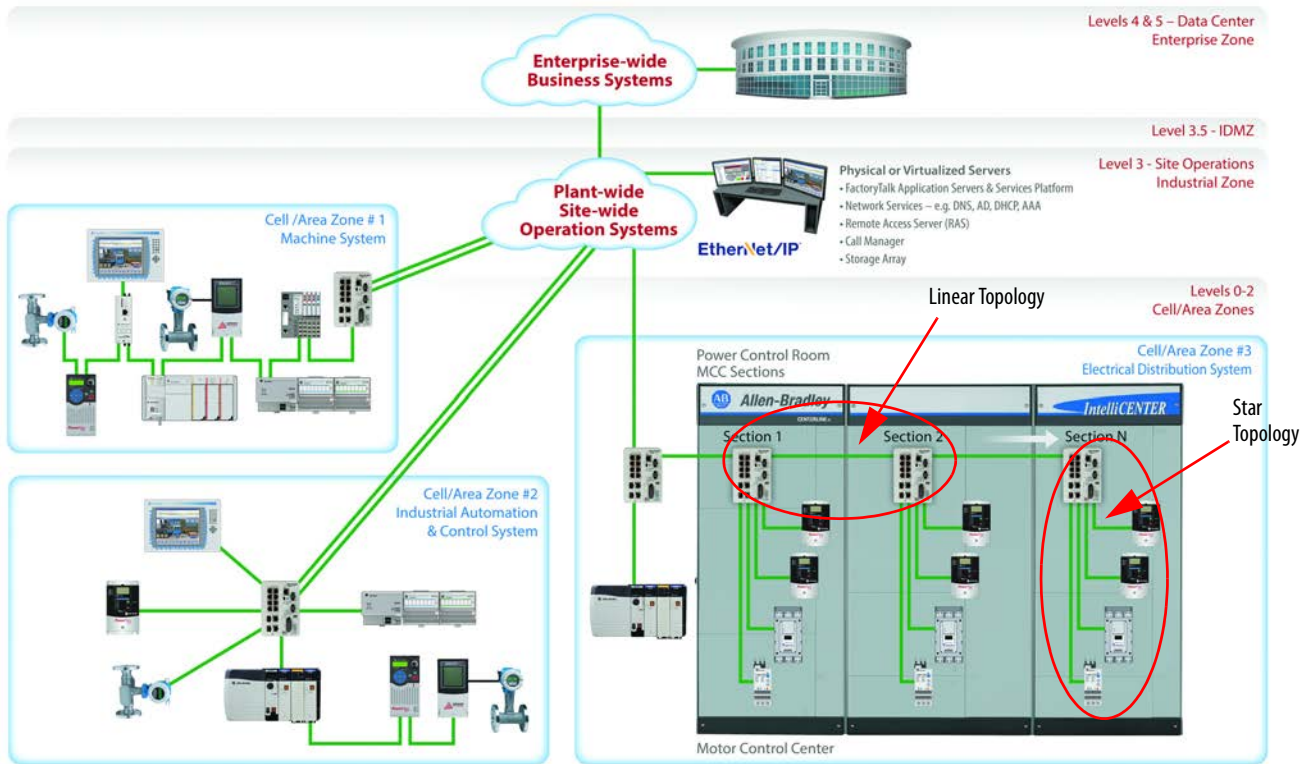 Levels 4 & 5 – Data Center
Enterprise Zone
Enterprise-wide
Business Systems
Level 3.5 - IDMZ
Level 3 - Site Operations
Industrial Zone
Plant-wide
Site-wide
Operation Systems
Physical or Virtualized Servers
• FactoryTalk Application Servers & Services Platform
• Network Services – e.g. DNS, AD, DHCP, AAA
• Remote Access Server (RAS)
• Call Manager
• Storage Array
EtherNet/IP
Cell /Area Zone # 1
Machine System
Levels 0-2
Cell/Area Zones
Linear Topology
Cell/Area Zone #3
Electrical Distribution System
Power Control Room
MCC Sections
AB
Allen-Bradley
CENTERLINE
IntelliCENTER
Star
Topology
Section 1
Section 2
Section N
Cell/Area Zone #2
Industrial Automation
& Control System
Motor Control Center